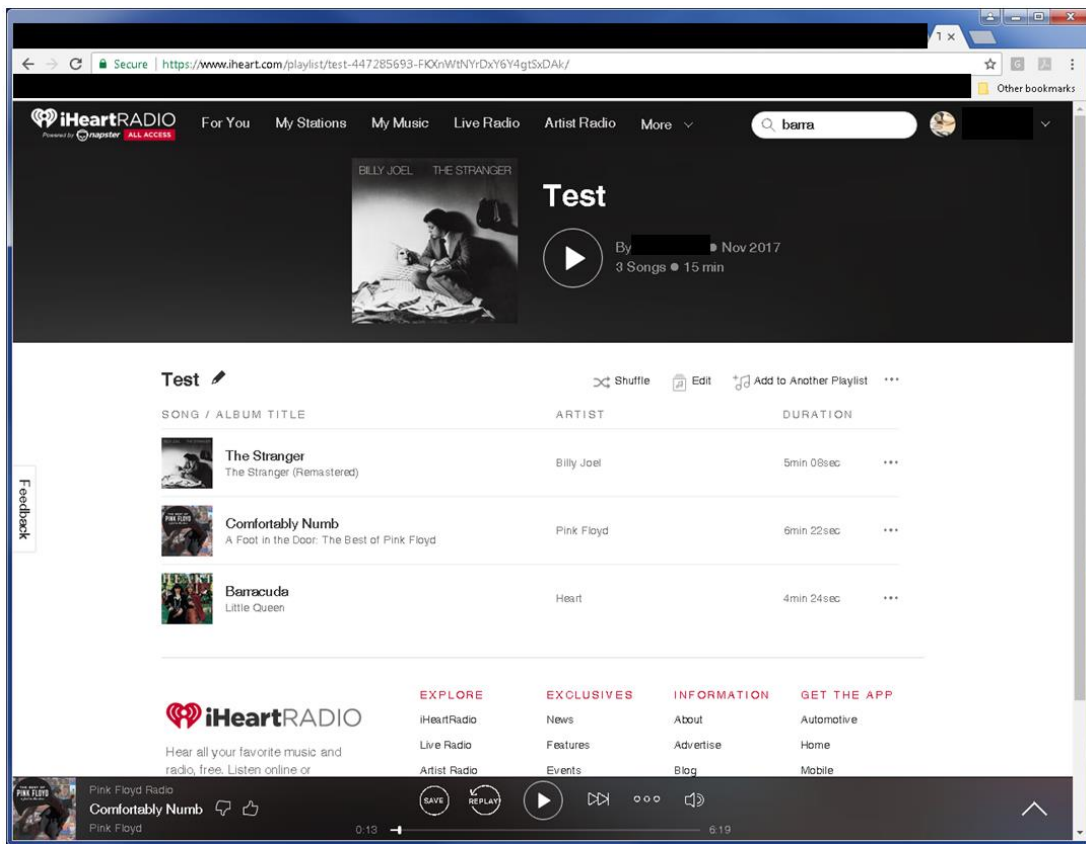 1
Secure | https://www.iheart.com/playlist/test-447285693-FKXnWtNYrDxY6Y4gtSxDAk/
Other bookmarks
iHeartRADIO For You My Stations My Music Live Radio Artist Radio More barra
Powered by napster ALL ACCESS
BILLY JOEL THE STRANGER
Test
By Nov 2017
3 Songs 15 min
Test Shuffle Edit Add to Another Playlist
SONG / ALBUM TITLE ARTIST DURATION
The Stranger
The Stranger (Remastered)
Billy Joel 5min 08sec
Feedback
Comfortably Numb
A Foot in the Door: The Best of Pink Floyd
Pink Floyd 6min 22sec
Barracuda
Little Queen
Heart 4min 24sec
EXPLORE EXCLUSIVES INFORMATION GET THE APP
iHeartRADIO
iHeartRadio News About Automotive
Hear all your favorite music and
Live Radio Features Advertise Home
radio, free. Listen online or
Artist Radio Events Blog Mobile
PINK FLOYD
Pink Floyd Radio
Comfortably Numb
Pink Floyd
SAVE REPLAY
0:13 6:19